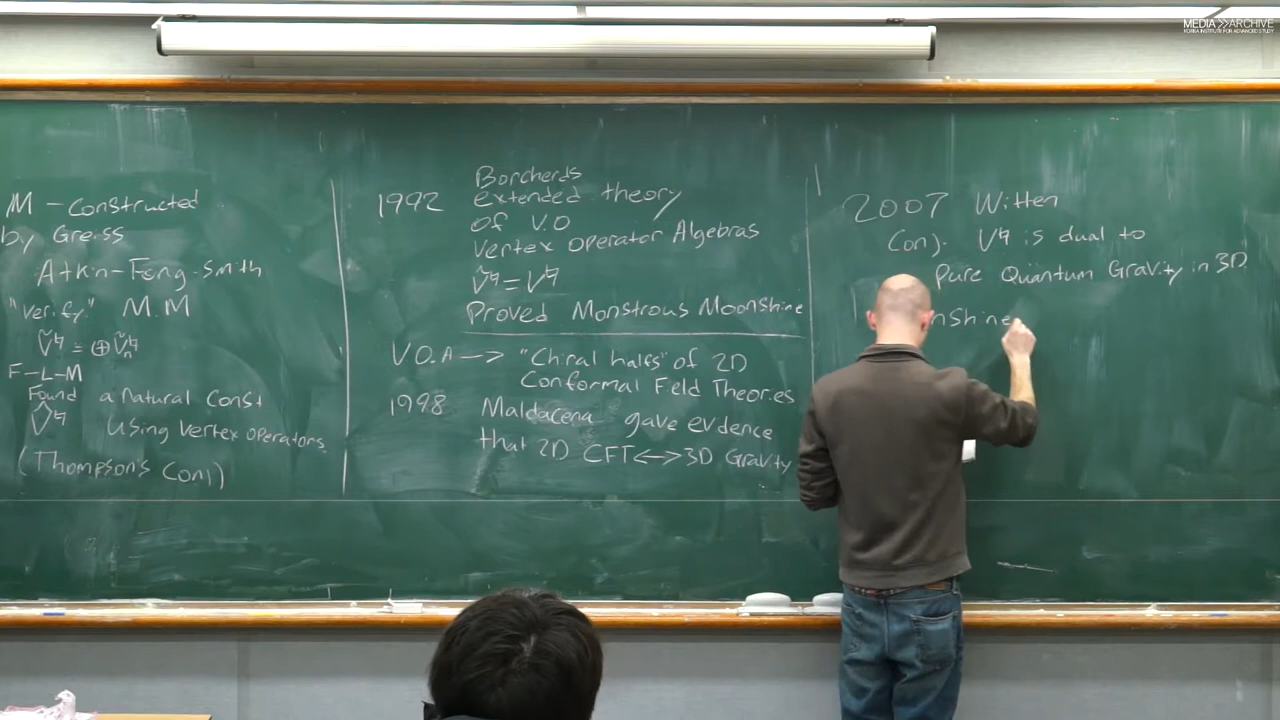 M - Constructed
by Greiss
Atkin-Fong-Smith
"verify" M.M
Ṽ♮ = ⊕Ṽ♮n
F-L-M
Found a Natural Const
V̂♮ Using Vertex operators
(Thompson's Conj)
1992 Borcherds
extended theory
of V.O
Vertex Operator Algebras
Ṽ♮ = V♮
Proved Monstrous Moonshine
V.O.A → "Chiral halfs" of 2D
Conformal Field Theories
1998 Maldacena gave evidence
that 2D CFT ↔ 3D Gravity
2007 Witten
Conj. V♮ is dual to
Pure Quantum Gravity in 3D
nshine
MEDIA ARCHIVE
KOREA INSTITUTE FOR ADVANCED STUDY